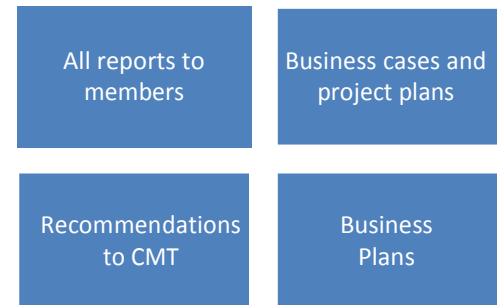 All reports to
members
Business cases and
project plans
Recommendations
to CMT
Business
Plans